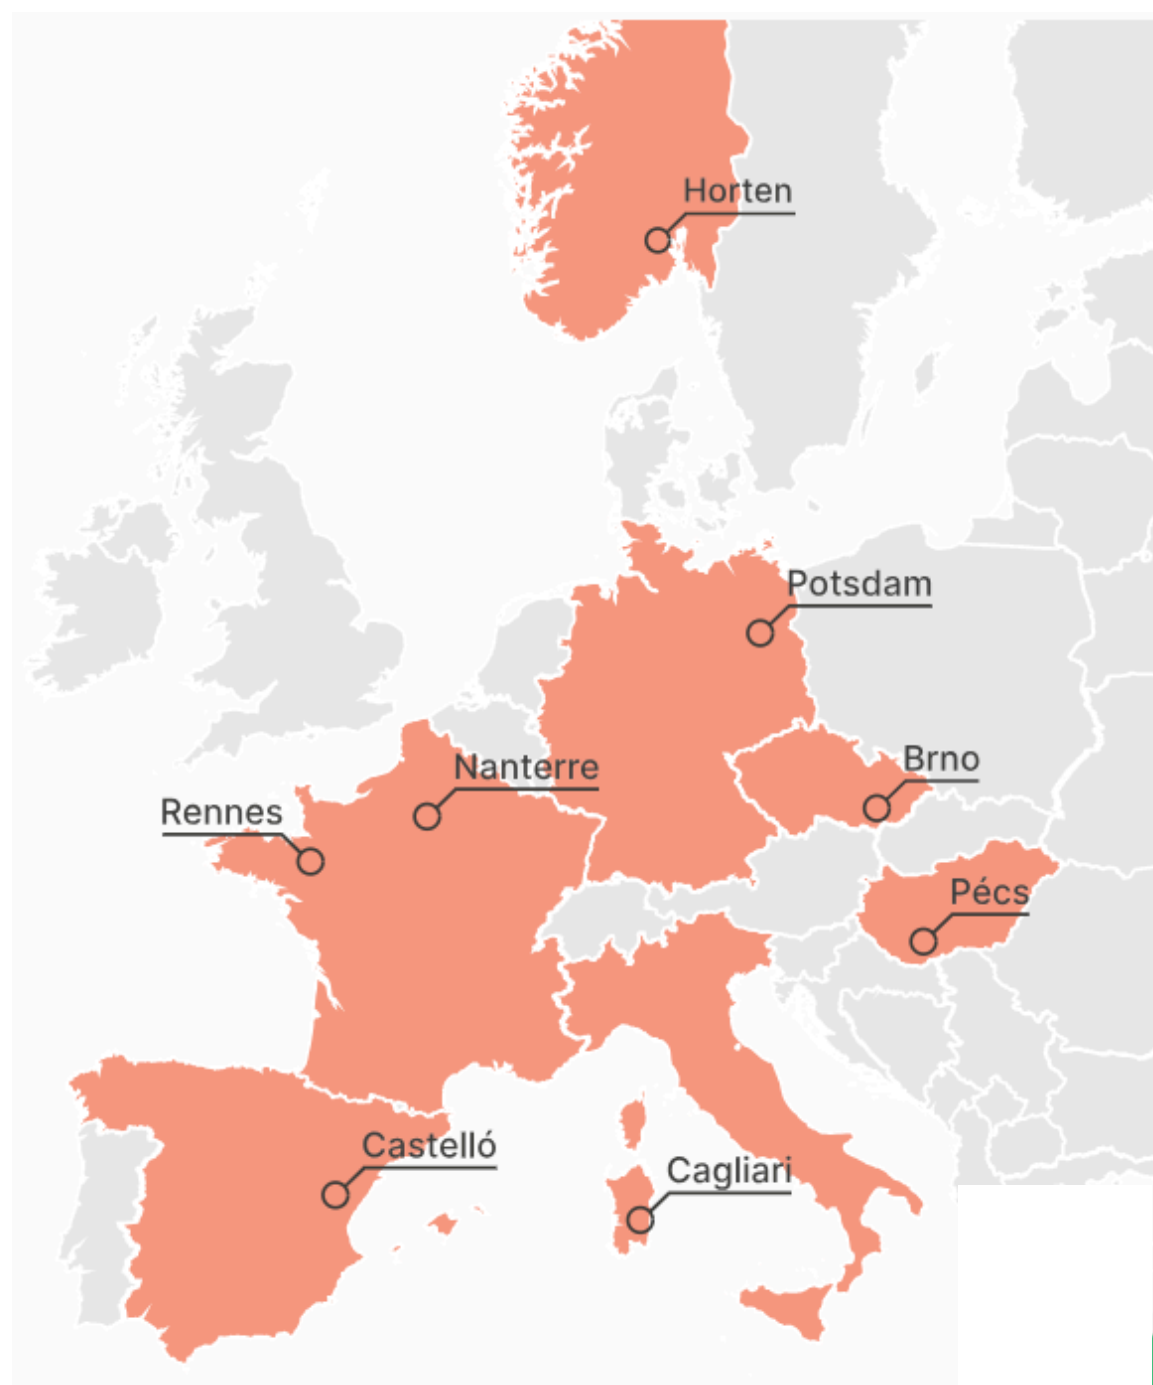 Horten
Potsdam
Brno
Nanterre
Rennes
Pécs
Castelló
Cagliari